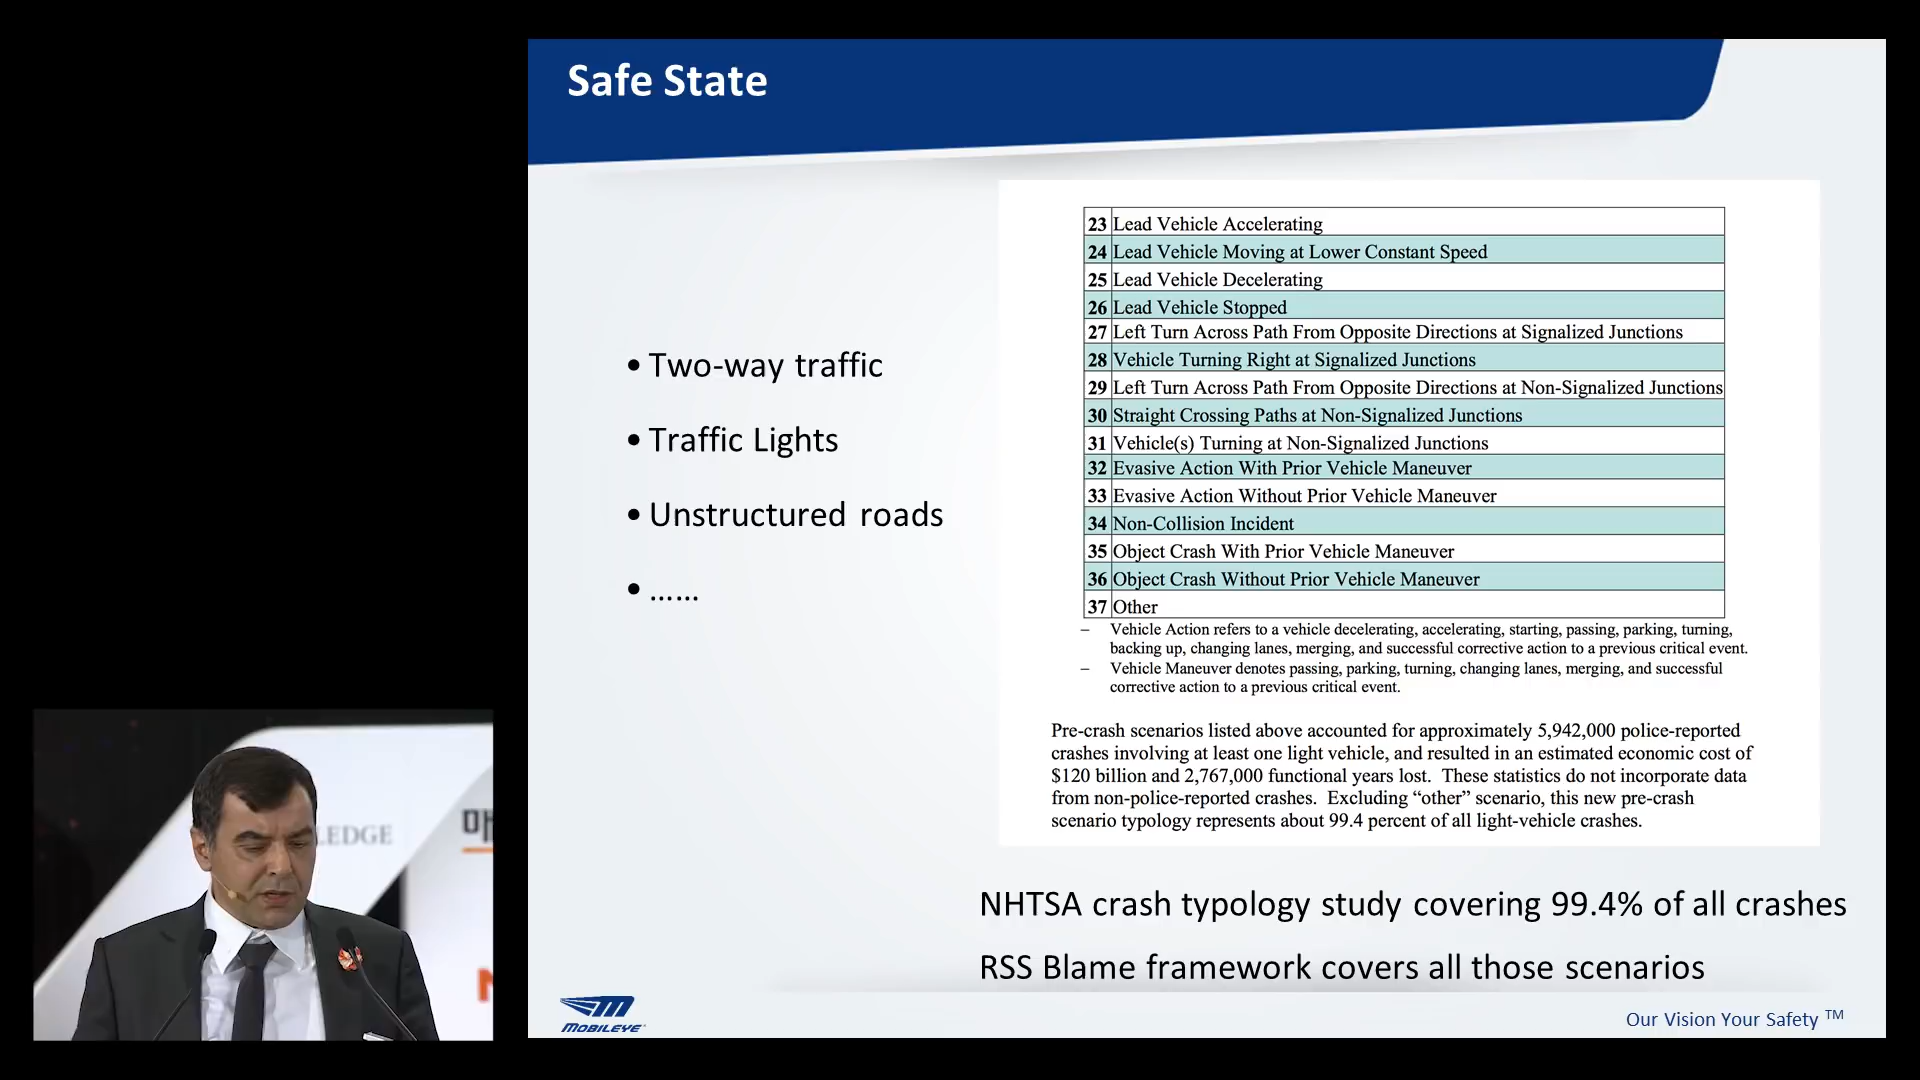 Safe State
• Two-way traffic
• Traffic Lights
• Unstructured roads
• ......
23 Lead Vehicle Accelerating
24 Lead Vehicle Moving at Lower Constant Speed
25 Lead Vehicle Decelerating
26 Lead Vehicle Stopped
27 Left Turn Across Path From Opposite Directions at Signalized Junctions
28 Vehicle Turning Right at Signalized Junctions
29 Left Turn Across Path From Opposite Directions at Non-Signalized Junctions
30 Straight Crossing Paths at Non-Signalized Junctions
31 Vehicle(s) Turning at Non-Signalized Junctions
32 Evasive Action With Prior Vehicle Maneuver
33 Evasive Action Without Prior Vehicle Maneuver
34 Non-Collision Incident
35 Object Crash With Prior Vehicle Maneuver
36 Object Crash Without Prior Vehicle Maneuver
37 Other
– Vehicle Action refers to a vehicle decelerating, accelerating, starting, passing, parking, turning,
backing up, changing lanes, merging, and successful corrective action to a previous critical event.
– Vehicle Maneuver denotes passing, parking, turning, changing lanes, merging, and successful
corrective action to a previous critical event.
Pre-crash scenarios listed above accounted for approximately 5,942,000 police-reported
crashes involving at least one light vehicle, and resulted in an estimated economic cost of
$120 billion and 2,767,000 functional years lost. These statistics do not incorporate data
from non-police-reported crashes. Excluding “other” scenario, this new pre-crash
scenario typology represents about 99.4 percent of all light-vehicle crashes.
NHTSA crash typology study covering 99.4% of all crashes
RSS Blame framework covers all those scenarios
MOBILEYE
Our Vision Your Safety TM
LEDGE